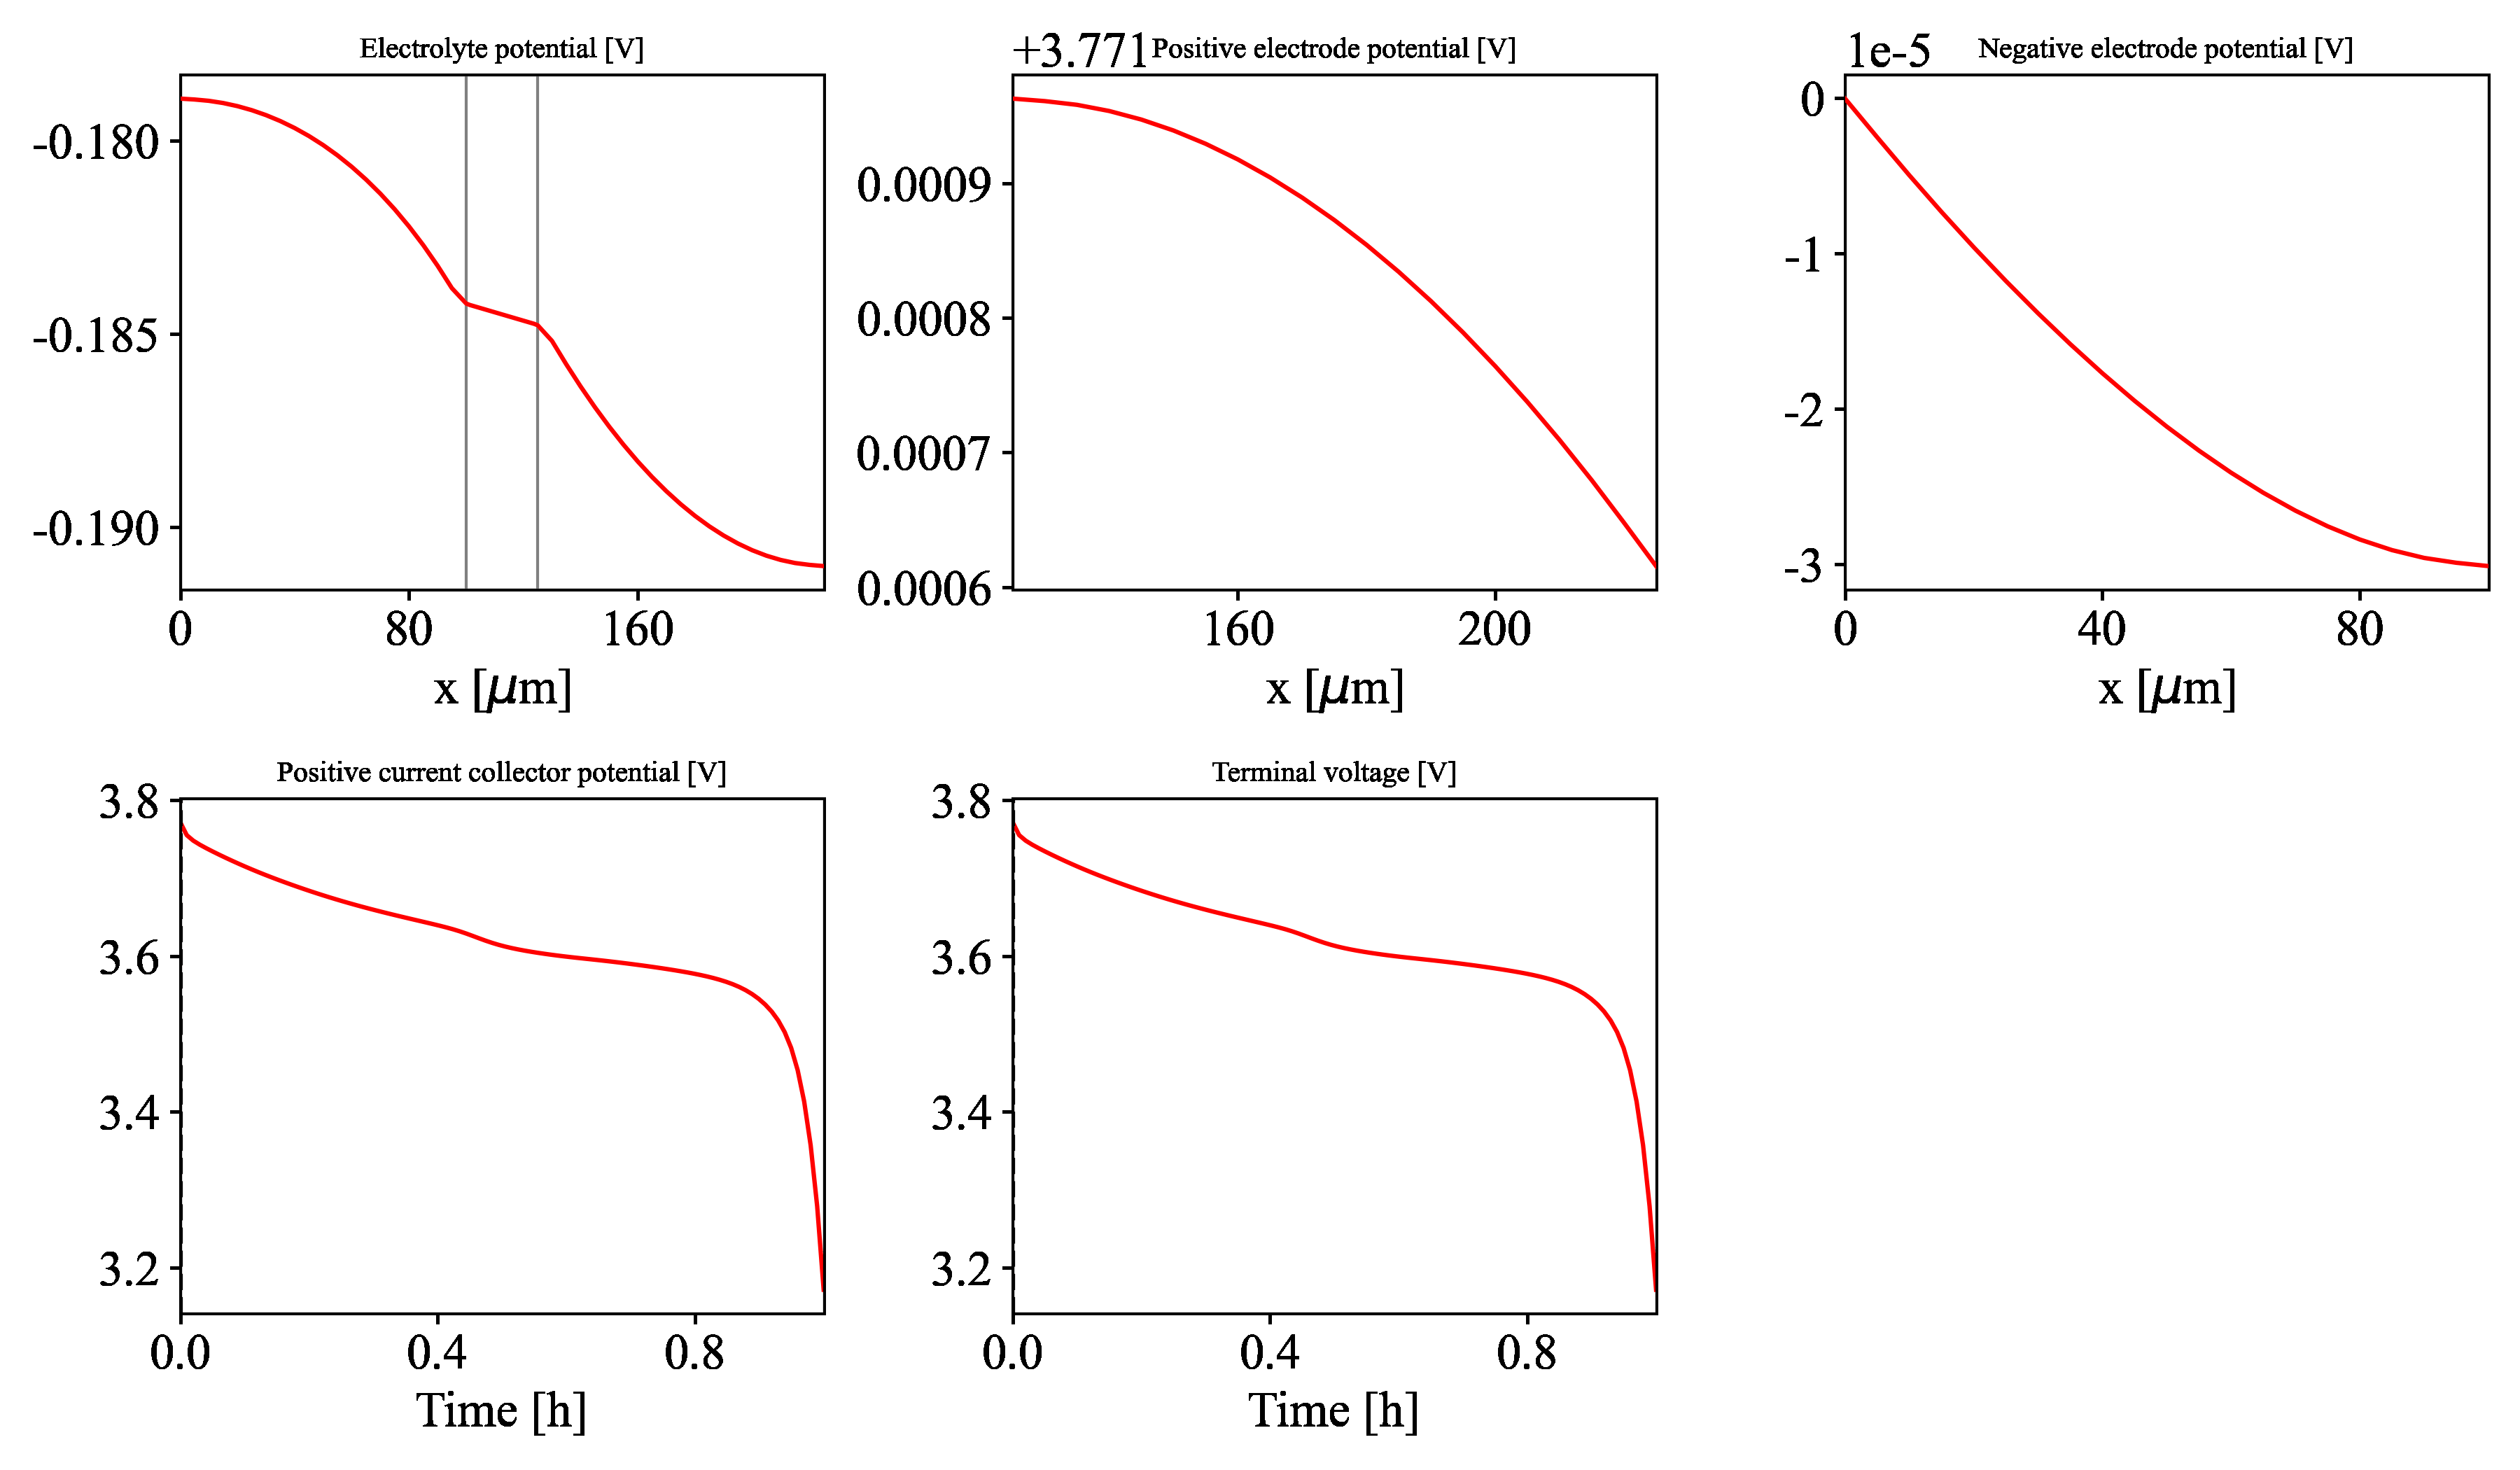 Electrolyte potential [V]
-0.180
-0.185
-0.190
0 80 160
x [μm]
+3.771 Positive electrode potential [V]
0.0009
0.0008
0.0007
0.0006
160 200
x [μm]
1e-5 Negative electrode potential [V]
0
-1
-2
-3
0 40 80
x [μm]
Positive current collector potential [V]
3.8
3.6
3.4
3.2
0.0 0.4 0.8
Time [h]
Terminal voltage [V]
3.8
3.6
3.4
3.2
0.0 0.4 0.8
Time [h]